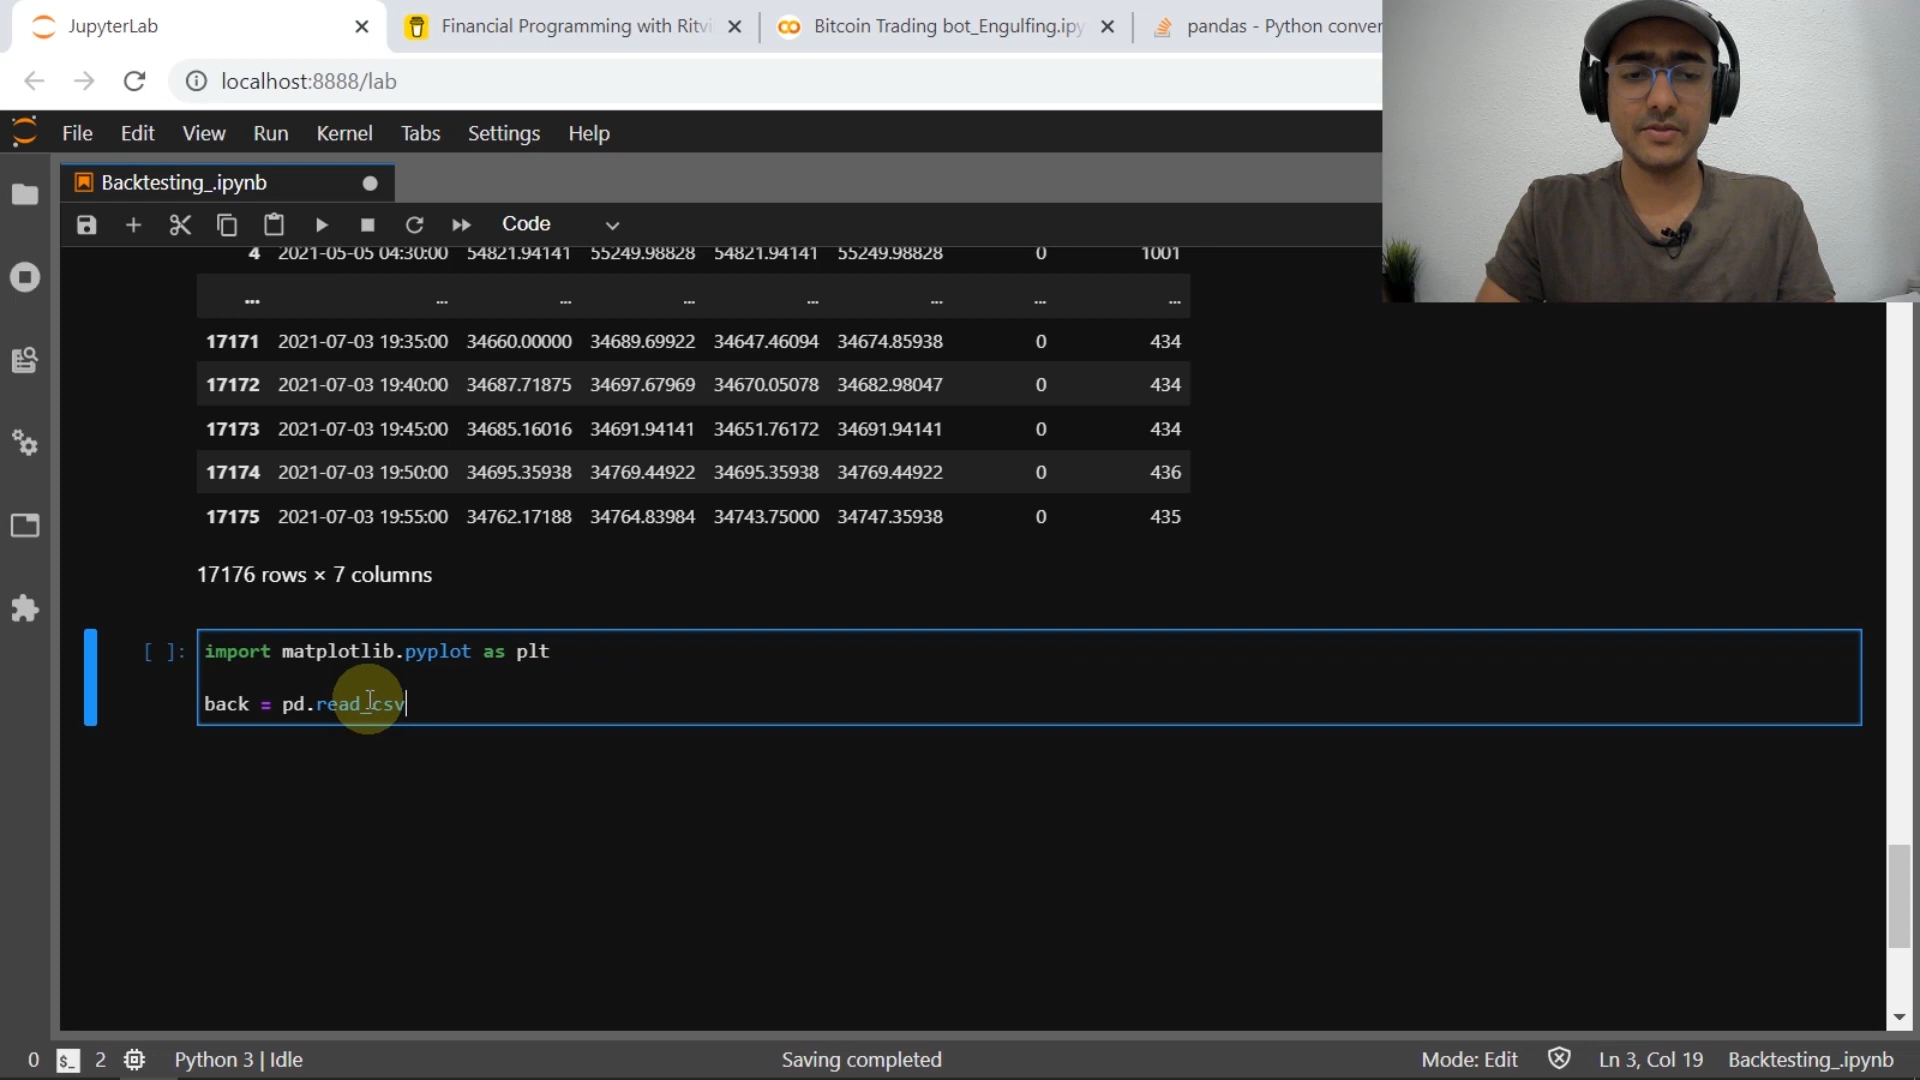 JupyterLab
Financial Programming with Ritvi
Bitcoin Trading bot_Engulfing.ipy
pandas - Python conver
localhost:8888/lab
File Edit View Run Kernel Tabs Settings Help
Backtesting_.ipynb
Code
4 2021-05-05 04:30:00 54821.94141 55249.98828 54821.94141 55249.98828 0 1001
... ... ... ... ... ... ... ...
17171 2021-07-03 19:35:00 34660.00000 34689.69922 34647.46094 34674.85938 0 434
17172 2021-07-03 19:40:00 34687.71875 34697.67969 34670.05078 34682.98047 0 434
17173 2021-07-03 19:45:00 34685.16016 34691.94141 34651.76172 34691.94141 0 434
17174 2021-07-03 19:50:00 34695.35938 34769.44922 34695.35938 34769.44922 0 436
17175 2021-07-03 19:55:00 34762.17188 34764.83984 34743.75000 34747.35938 0 435
17176 rows × 7 columns
[ ]: import matplotlib.pyplot as plt
back = pd.read_csv
0 $_ 2 Python 3 | Idle Saving completed Mode: Edit Ln 3, Col 19 Backtesting_.ipynb